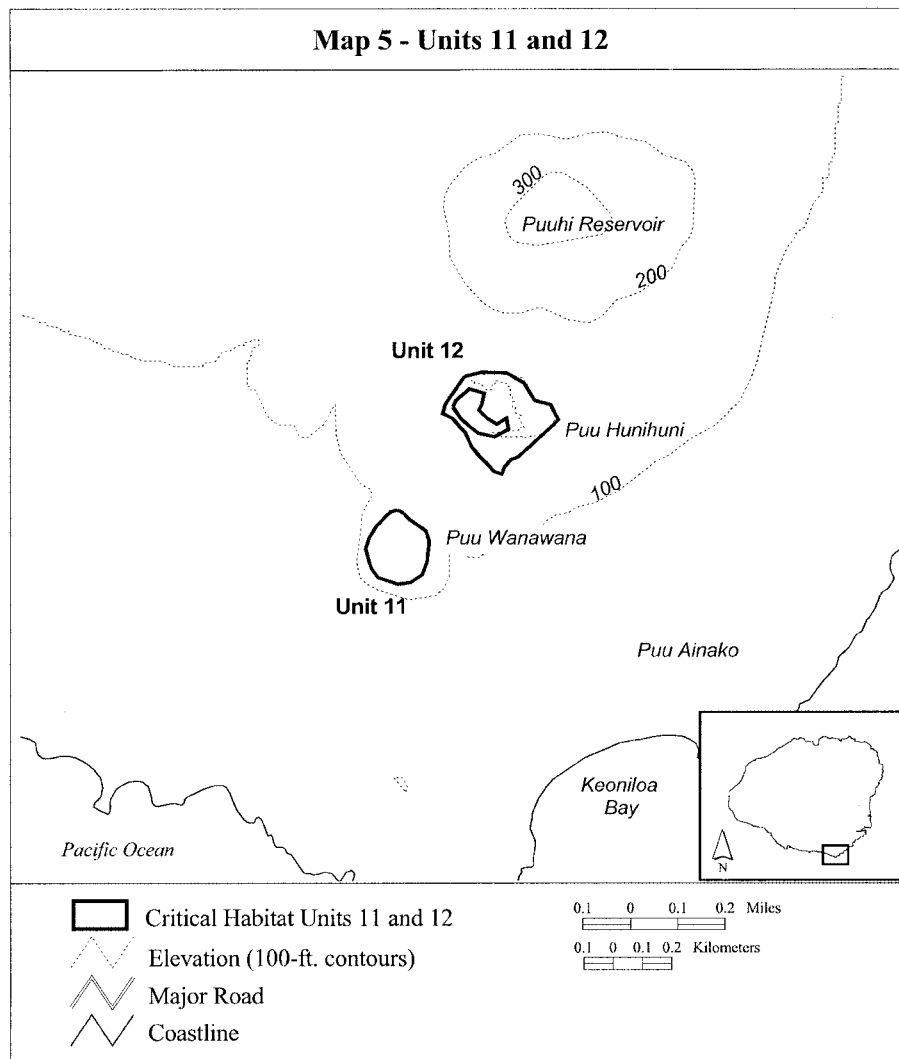 Map 5 - Units 11 and 12
300
Puuhi Reservoir
200
Unit 12
Puu Hunihuni
100
Puu Wanawana
Unit 11
Puu Ainako
Keoniloa
Bay
Pacific Ocean
N
Critical Habitat Units 11 and 12
Elevation (100-ft. contours)
Major Road
Coastline
0.1 0 0.1 0.2 Miles
0.1 0 0.1 0.2 Kilometers